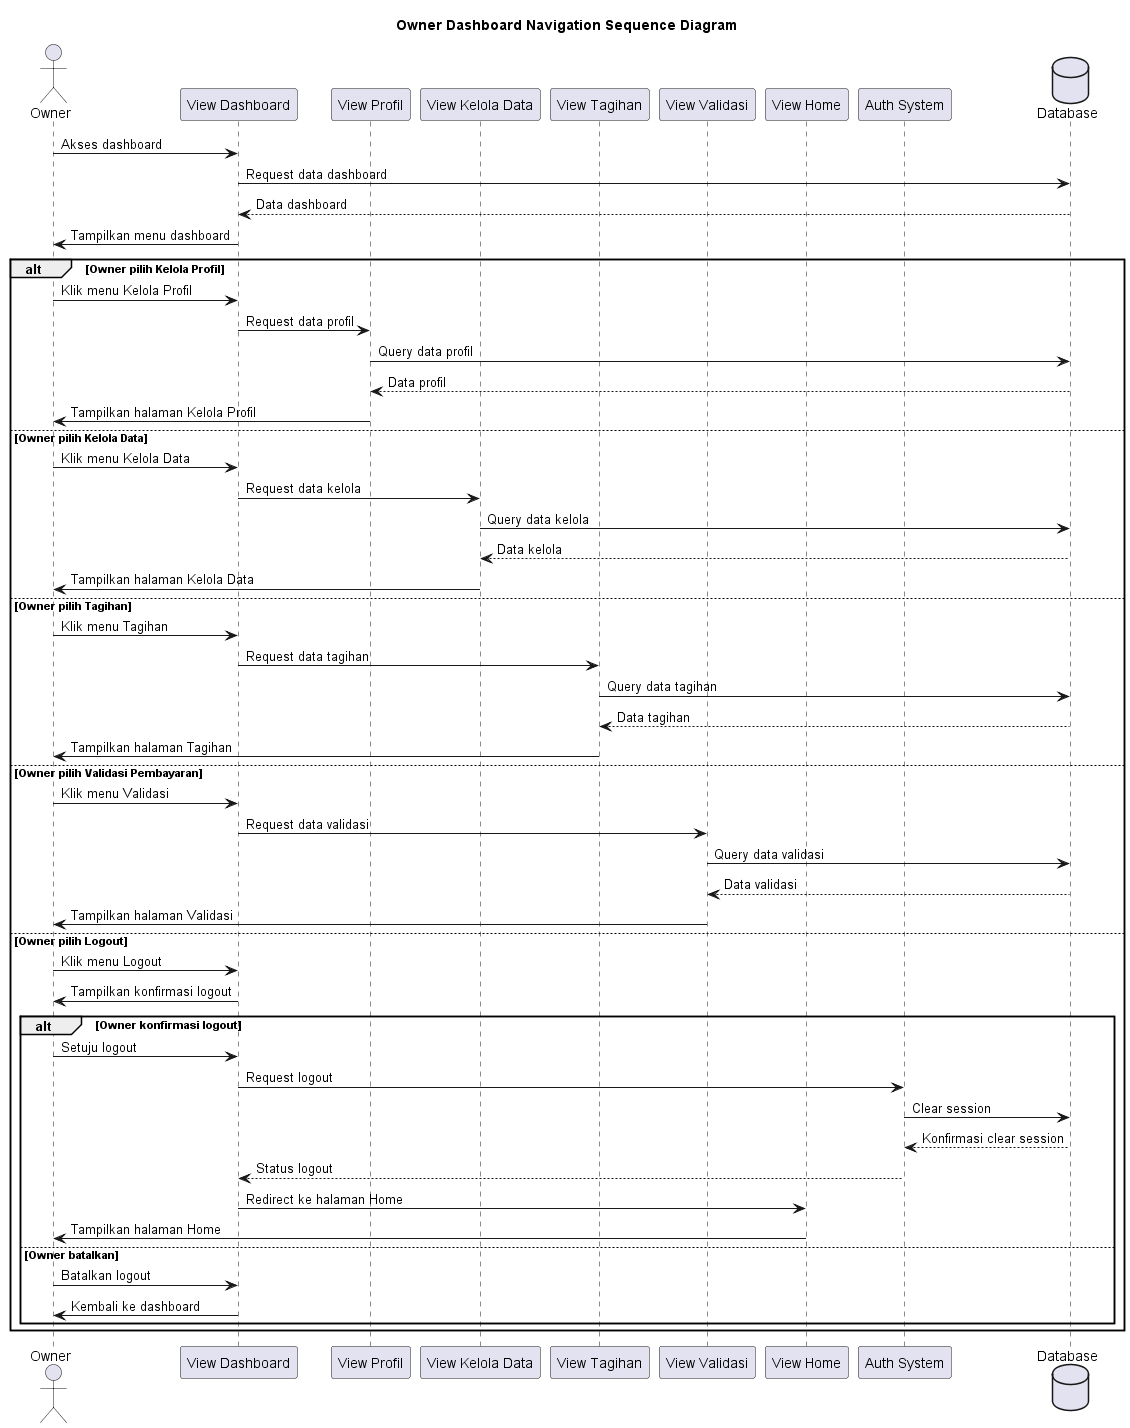 Owner Dashboard Navigation Sequence Diagram
Owner
View Dashboard
View Profil
View Kelola Data
View Tagihan
View Validasi
View Home
Auth System
Database
Akses dashboard
Request data dashboard
Data dashboard
Tampilkan menu dashboard
alt [Owner pilih Kelola Profil]
Klik menu Kelola Profil
Request data profil
Query data profil
Data profil
Tampilkan halaman Kelola Profil
[Owner pilih Kelola Data]
Klik menu Kelola Data
Request data kelola
Query data kelola
Data kelola
Tampilkan halaman Kelola Data
[Owner pilih Tagihan]
Klik menu Tagihan
Request data tagihan
Query data tagihan
Data tagihan
Tampilkan halaman Tagihan
[Owner pilih Validasi Pembayaran]
Klik menu Validasi
Request data validasi
Query data validasi
Data validasi
Tampilkan halaman Validasi
[Owner pilih Logout]
Klik menu Logout
Tampilkan konfirmasi logout
alt [Owner konfirmasi logout]
Setuju logout
Request logout
Clear session
Konfirmasi clear session
Status logout
Redirect ke halaman Home
Tampilkan halaman Home
[Owner batalkan]
Batalkan logout
Kembali ke dashboard
Owner
View Dashboard
View Profil
View Kelola Data
View Tagihan
View Validasi
View Home
Auth System
Database